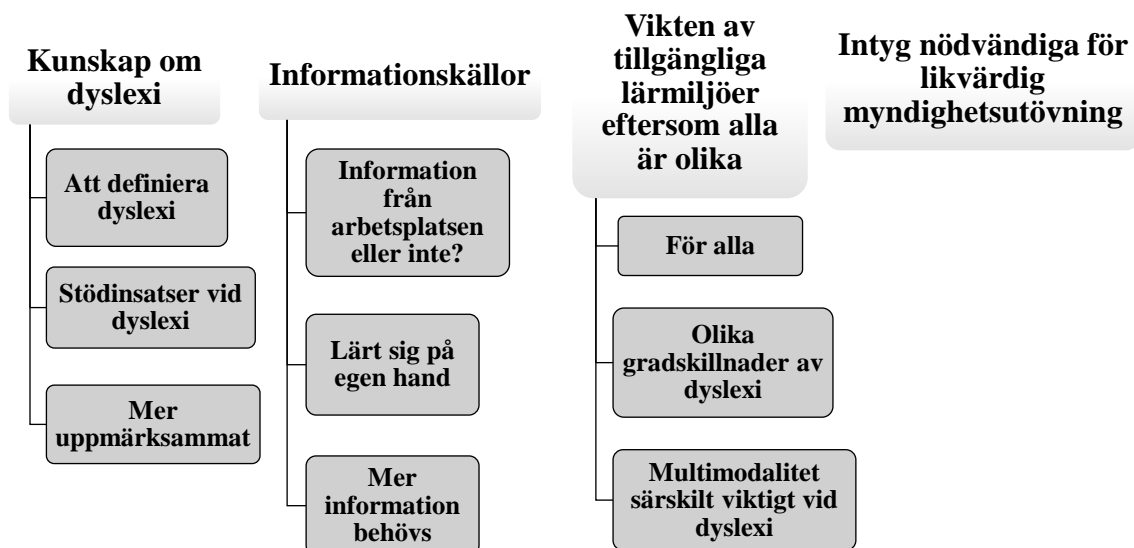 Kunskap om
dyslexi
Att definiera
dyslexi
Stödinsatser vid
dyslexi
Mer
uppmärksammat
Informationskällor
Information
från
arbetsplatsen
eller inte?
Lärt sig på
egen hand
Mer
information
behövs
Vikten av
tillgängliga
lärmiljöer
eftersom alla
är olika
För alla
Olika
gradskillnader av
dyslexi
Multimodalitet
särskilt viktigt vid
dyslexi
Intyg nödvändiga för
likvärdig
myndighetsutövning